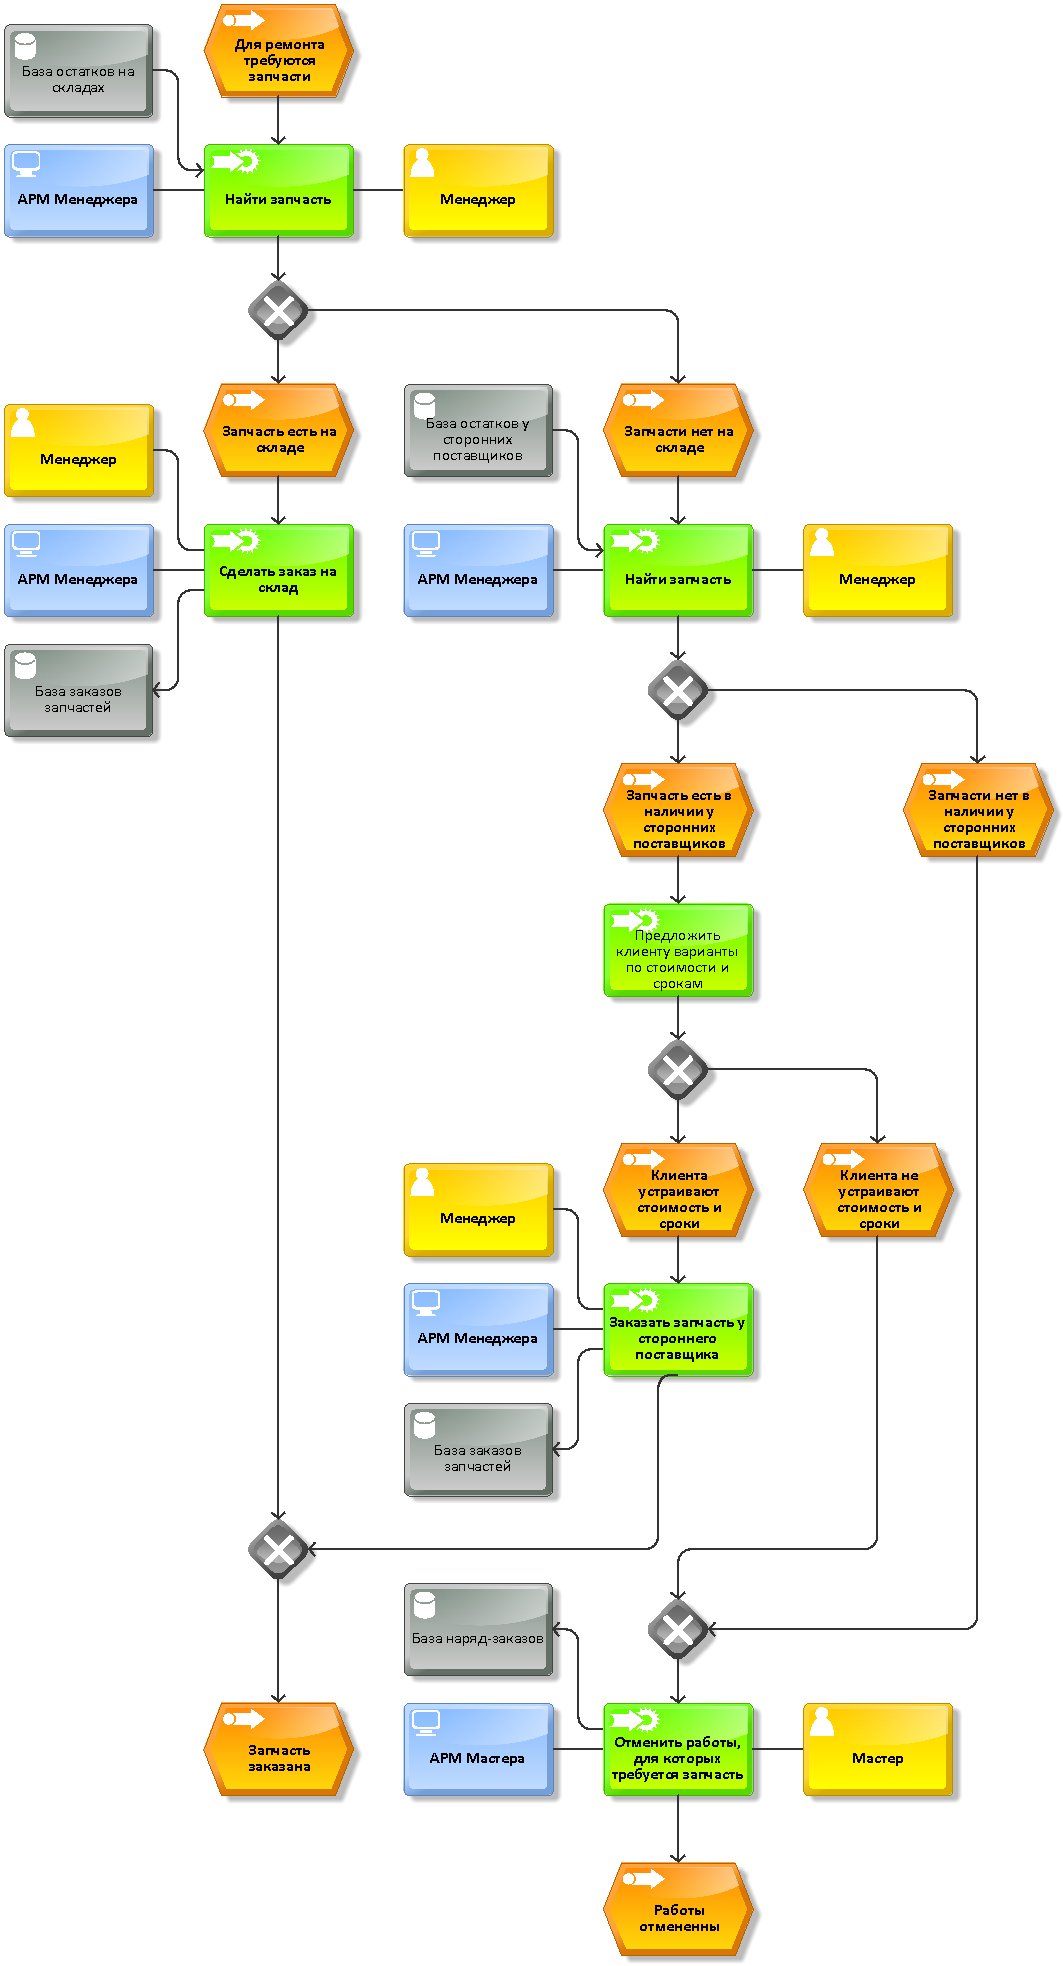 Для ремонта
требуются
запчасти
База остатков на
складах
АРМ Менеджера
Найти запчасть
Менеджер
Запчасть есть на
складе
База остатков у
сторонних
поставщиков
Запчасти нет на
складе
Менеджер
АРМ Менеджера
Сделать заказ на
склад
АРМ Менеджера
Найти запчасть
Менеджер
База заказов
запчастей
Запчасть есть в
наличии у
сторонних
поставщиков
Запчасти нет в
наличии у
сторонних
поставщиков
Предложить
клиенту варианты
по стоимости и
срокам
Клиента
устраивают
стоимость и
сроки
Клиента не
устраивают
стоимость и
сроки
Менеджер
АРМ Менеджера
Заказать запчасть у
стороннего
поставщика
База заказов
запчастей
База наряд-заказов
Запчасть
заказана
АРМ Мастера
Отменить работы,
для которых
требуется запчасть
Мастер
Работы
отмененны